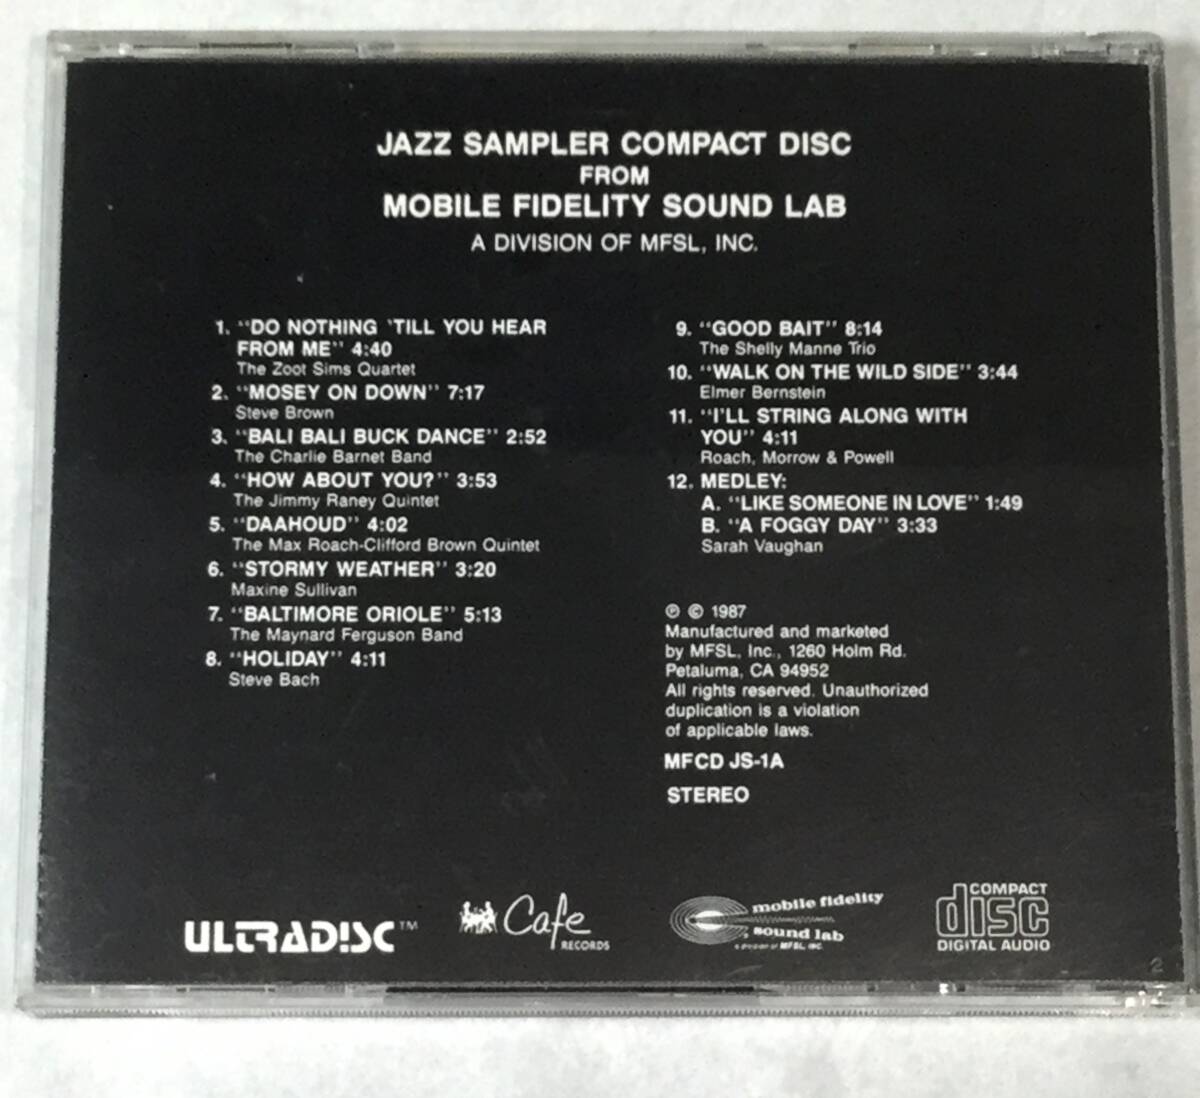 JAZZ SAMPLER COMPACT DISC
FROM
MOBILE FIDELITY SOUND LAB
A DIVISION OF MFSL, INC.
1. "DO NOTHING 'TILL YOU HEAR
FROM ME" 4:40
The Zoot Sims Quartet
2. "MOSEY ON DOWN" 7:17
Steve Brown
3. "BALI BALI BUCK DANCE" 2:52
The Charlie Barnet Band
4. "HOW ABOUT YOU?" 3:53
The Jimmy Raney Quintet
5. "DAAHOUD" 4:02
The Max Roach-Clifford Brown Quintet
6. "STORMY WEATHER" 3:20
Maxine Sullivan
7. "BALTIMORE ORIOLE" 5:13
The Maynard Ferguson Band
8. "HOLIDAY" 4:11
Steve Bach
9. "GOOD BAIT" 8:14
The Shelly Manne Trio
10. "WALK ON THE WILD SIDE" 3:44
Elmer Bernstein
11. "I'LL STRING ALONG WITH
YOU" 4:11
Roach, Morrow & Powell
12. MEDLEY:
A. "LIKE SOMEONE IN LOVE" 1:49
B. "A FOGGY DAY" 3:33
Sarah Vaughan
℗ © 1987
Manufactured and marketed
by MFSL, Inc., 1260 Holm Rd.
Petaluma, CA 94952
All rights reserved. Unauthorized
duplication is a violation
of applicable laws.
MFCD JS-1A
STEREO
ULTRADISC™
Cafe
RECORDS
mobile fidelity
sound lab
a division of MFSL, INC.
COMPACT
disc
DIGITAL AUDIO
2